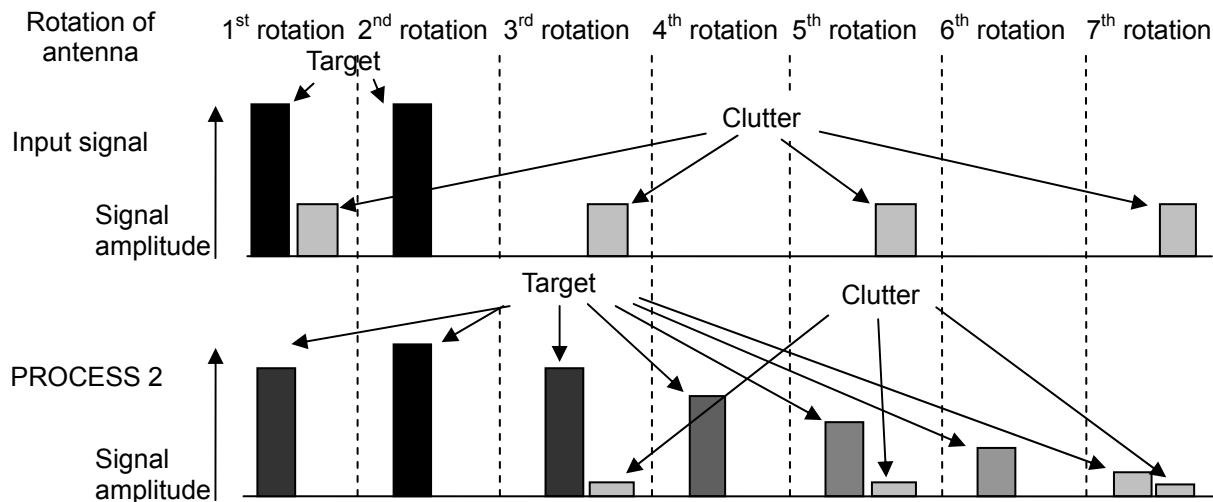 Rotation of antenna
1st rotation 2nd rotation 3rd rotation 4th rotation 5th rotation 6th rotation 7th rotation
Target
Input signal
Clutter
Signal amplitude
Target
Clutter
PROCESS 2
Signal amplitude